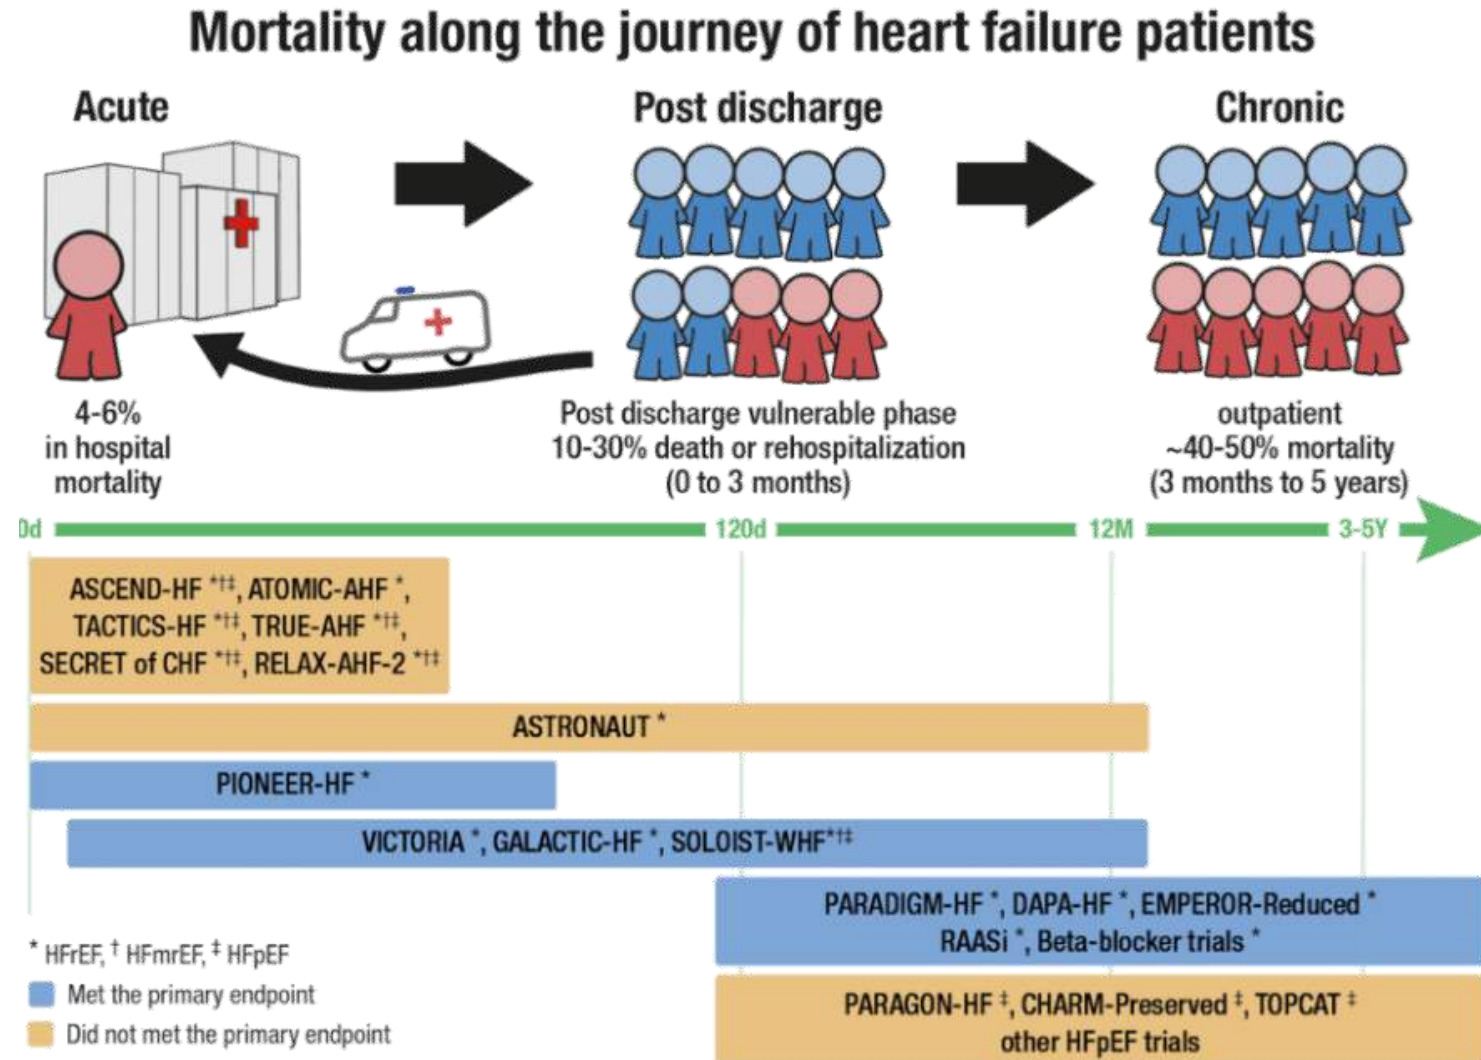 Mortality along the journey of heart failure patients
Acute
Post discharge
Chronic
4-6%
in hospital
mortality
Post discharge vulnerable phase
10-30% death or rehospitalization
(0 to 3 months)
outpatient
~40-50% mortality
(3 months to 5 years)
0d
120d
12M
3-5Y
ASCEND-HF *†‡, ATOMIC-AHF *,
TACTICS-HF *†‡, TRUE-AHF *†‡,
SECRET of CHF *†‡, RELAX-AHF-2 *†‡
ASTRONAUT *
PIONEER-HF *
VICTORIA *, GALACTIC-HF *, SOLOIST-WHF*†‡
PARADIGM-HF *, DAPA-HF *, EMPEROR-Reduced *
RAASi *, Beta-blocker trials *
PARAGON-HF ‡, CHARM-Preserved ‡, TOPCAT ‡
other HFpEF trials
* HFrEF, † HFmrEF, ‡ HFpEF
Met the primary endpoint
Did not met the primary endpoint